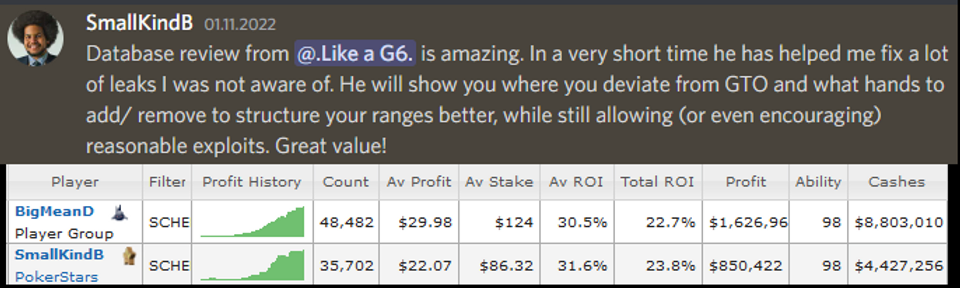 SmallKindB 01.11.2022
Database review from @.Like a G6. is amazing. In a very short time he has helped me fix a lot
of leaks I was not aware of. He will show you where you deviate from GTO and what hands to
add/ remove to structure your ranges better, while still allowing (or even encouraging)
reasonable exploits. Great value!
Player Filter Profit History Count Av Profit Av Stake Av ROI Total ROI Profit Ability Cashes
BigMeanD
Player Group SCHE 48,482 $29.98 $124 30.5% 22.7% $1,626,96 98 $8,803,010
SmallKindB
PokerStars SCHE 35,702 $22.07 $86.32 31.6% 23.8% $850,422 98 $4,427,256